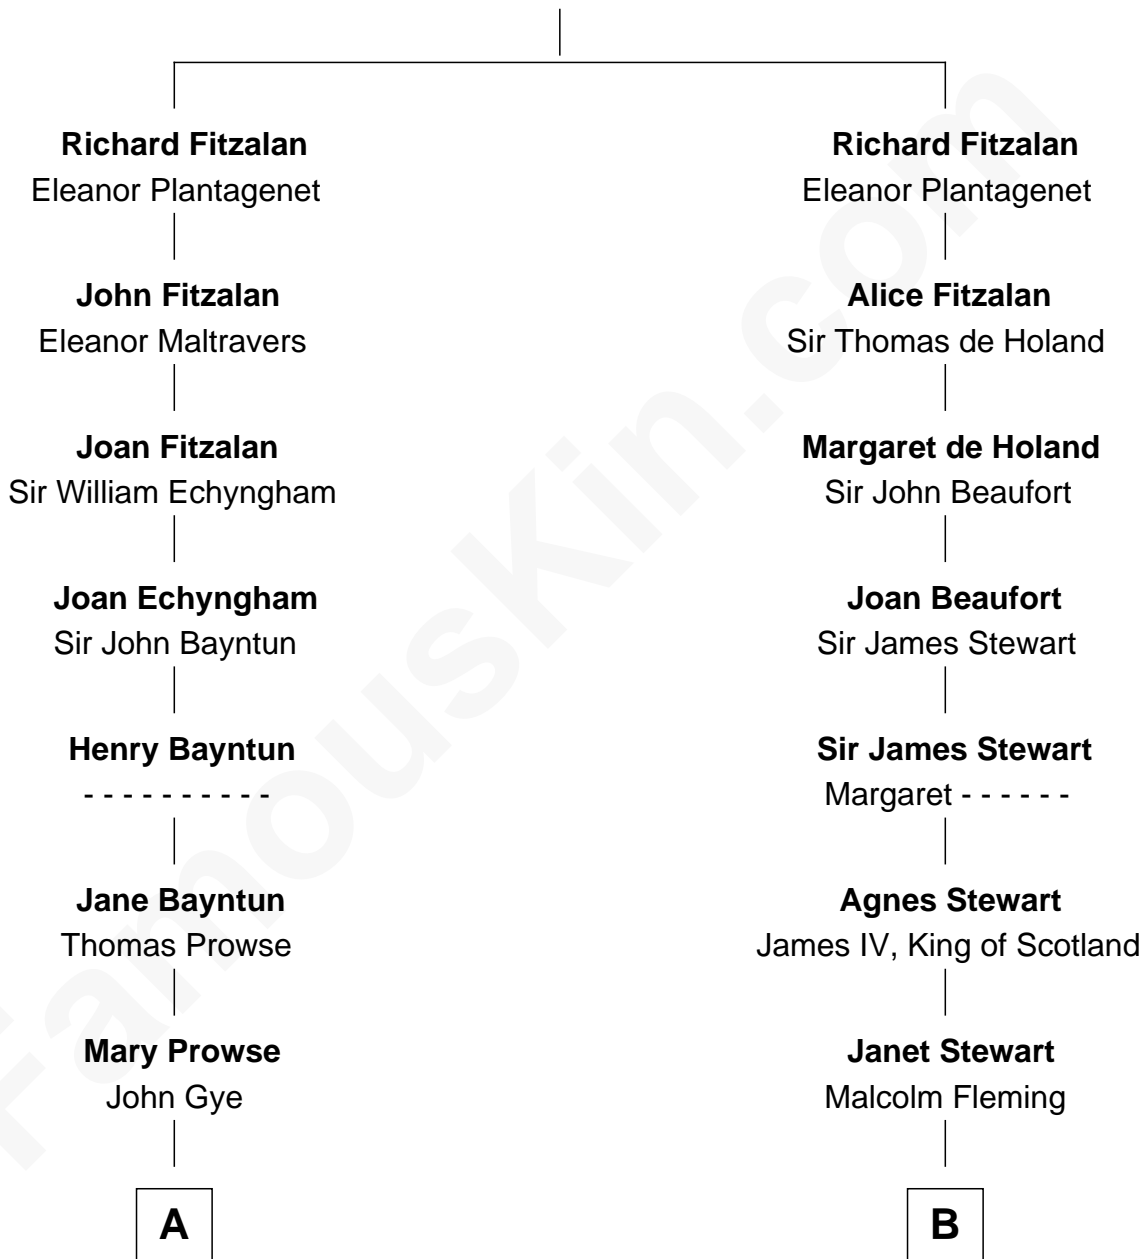 Richard Fitzalan
Eleanor Plantagenet
John Fitzalan
Eleanor Maltravers
Joan Fitzalan
Sir William Echyngham
Joan Echyngham
Sir John Bayntun
Henry Bayntun
- - - - - - - - - -
Jane Bayntun
Thomas Prowse
Mary Prowse
John Gye
A
Richard Fitzalan
Eleanor Plantagenet
Alice Fitzalan
Sir Thomas de Holand
Margaret de Holand
Sir John Beaufort
Joan Beaufort
Sir James Stewart
Sir James Stewart
Margaret - - - - - -
Agnes Stewart
James IV, King of Scotland
Janet Stewart
Malcolm Fleming
B
FamousKin.com